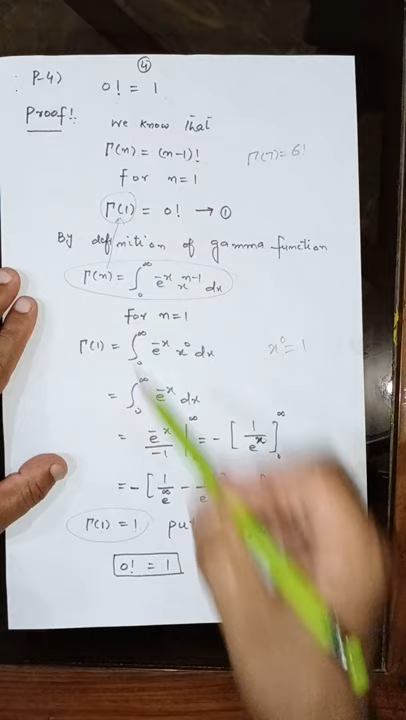 ④
P-4) 0! = 1
Proof!:
We know that
Γ(n) = (n-1)! Γ(7) = 6!
for n=1
Γ(1) = 0! → ①
By definition of gamma function
Γ(n) = ∫₀^∞ e^-x x^n-1 dx
for n=1
Γ(1) = ∫₀^∞ e^-x x^0 dx x^0 = 1
= ∫₀^∞ e^-x dx
= e^-x/-1 |^∞ = - [1/e^x]₀^∞
= - [1/e^∞ -
Γ(1) = 1
0! = 1